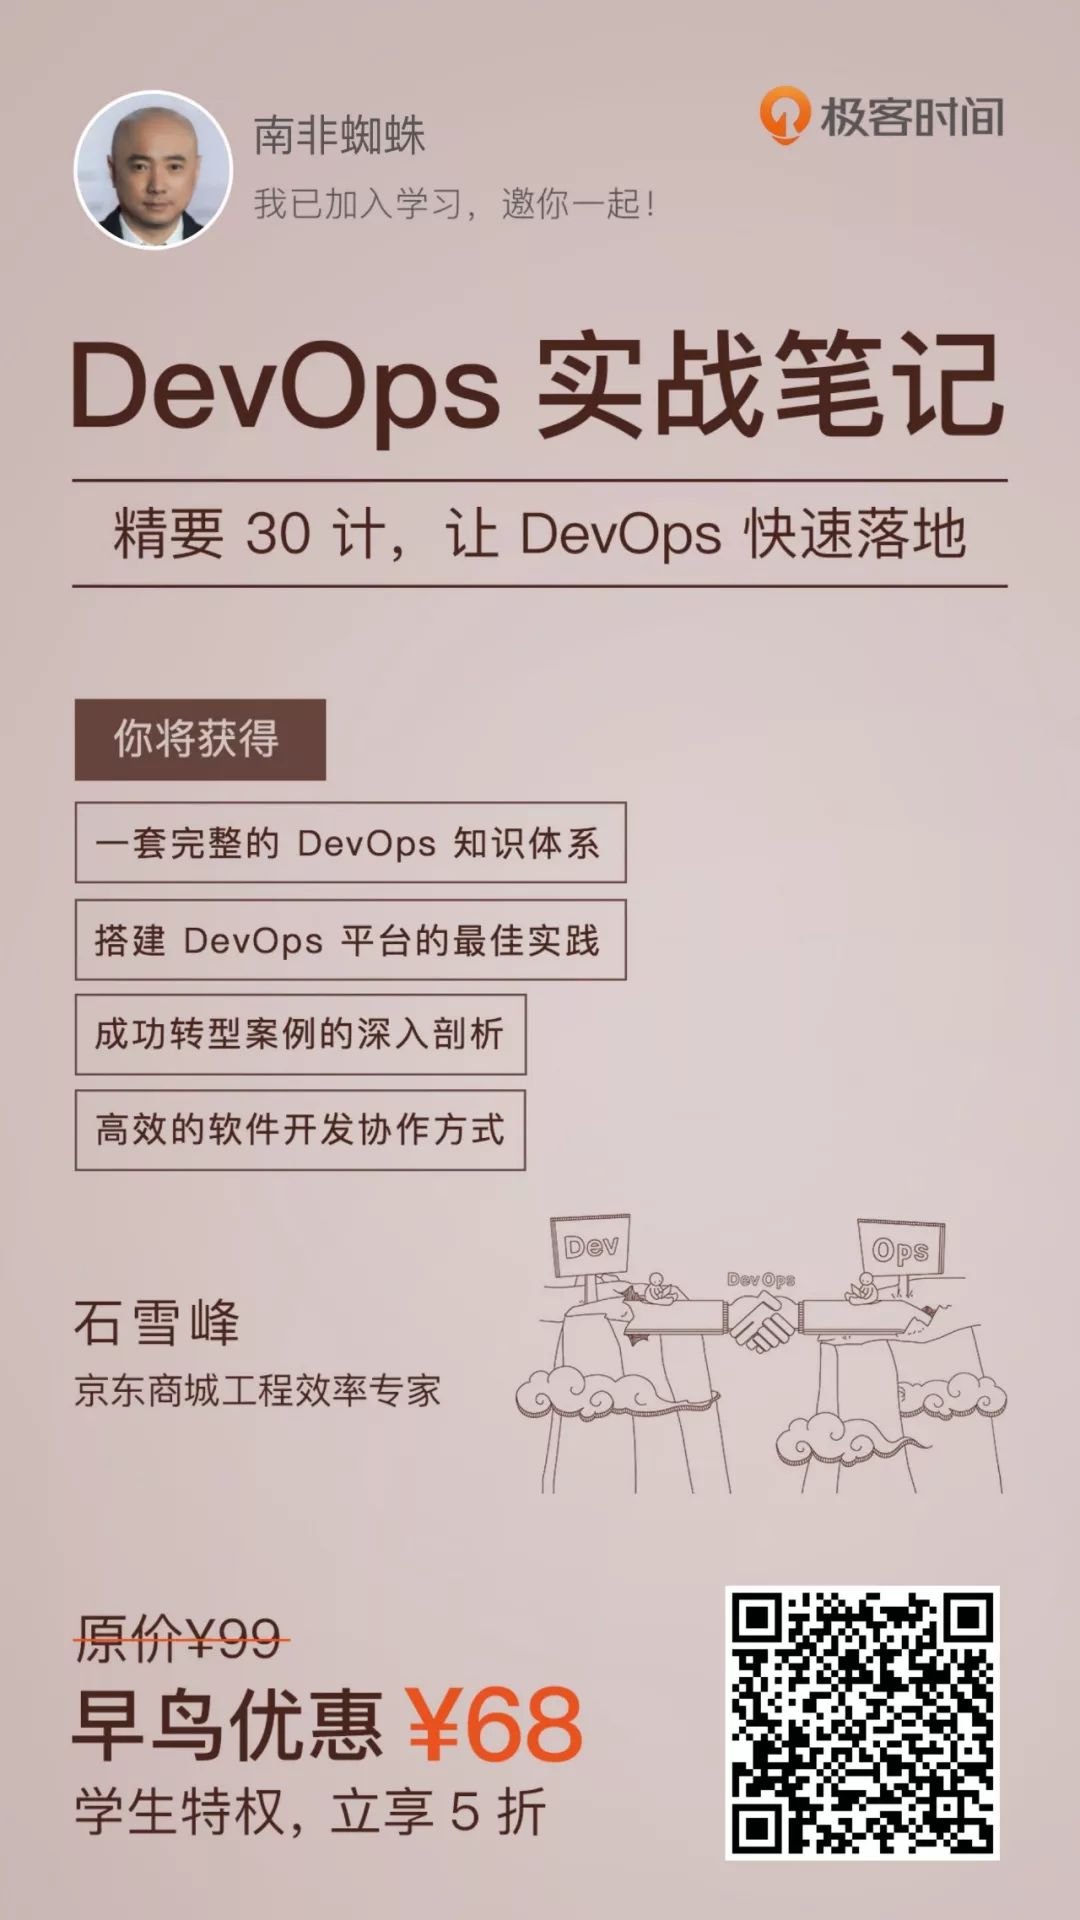 南非蜘蛛
极客时间
我已加入学习，邀你一起！
DevOps 实战笔记
精要 30 计，让 DevOps 快速落地
你将获得
一套完整的 DevOps 知识体系
搭建 DevOps 平台的最佳实践
成功转型案例的深入剖析
高效的软件开发协作方式
Dev
Ops
DevOps
石雪峰
京东商城工程效率专家
原价¥99
早鸟优惠 ¥68
学生特权，立享 5 折